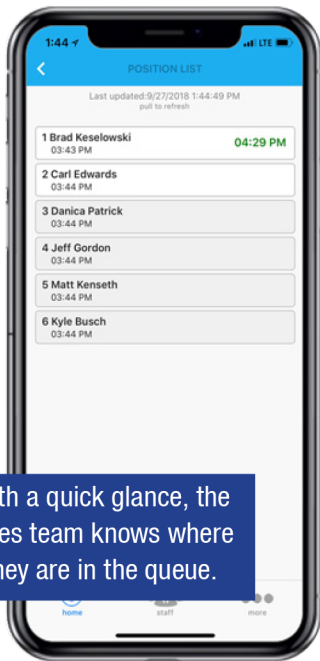 1:44 LTE
POSITION LIST
Last updated:9/27/2018 1:44:49 PM
pull to refresh
1 Brad Keselowski 04:29 PM
03:43 PM
2 Carl Edwards
03:44 PM
3 Danica Patrick
03:44 PM
4 Jeff Gordon
03:44 PM
5 Matt Kenseth
03:44 PM
6 Kyle Busch
03:44 PM
a quick glance, the
team knows where
are in the queue.
home staff more